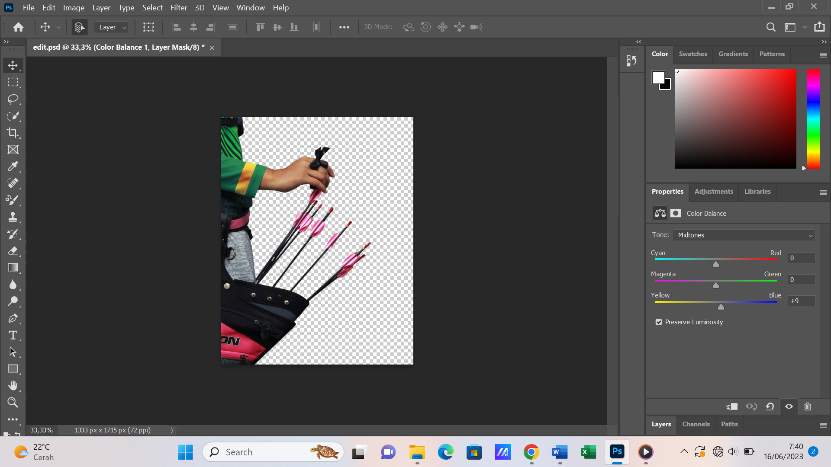 Ps File Edit Image Layer Type Select Filter 3D View Window Help
Layer 3D Mode:
edit.psd @ 33,3% (Color Balance 1, Layer Mask/8) *
Color Swatches Gradients Patterns
Properties Adjustments Libraries
Color Balance
Tone: Midtones
Cyan Red 0
Magenta Green 0
Yellow Blue +9
Preserve Luminosity
ON
33,33% 1333 px x 1715 px (72 ppi)
Layers Channels Paths
22°C
Cerah
Search
Ps
7:40
16/06/2023
2